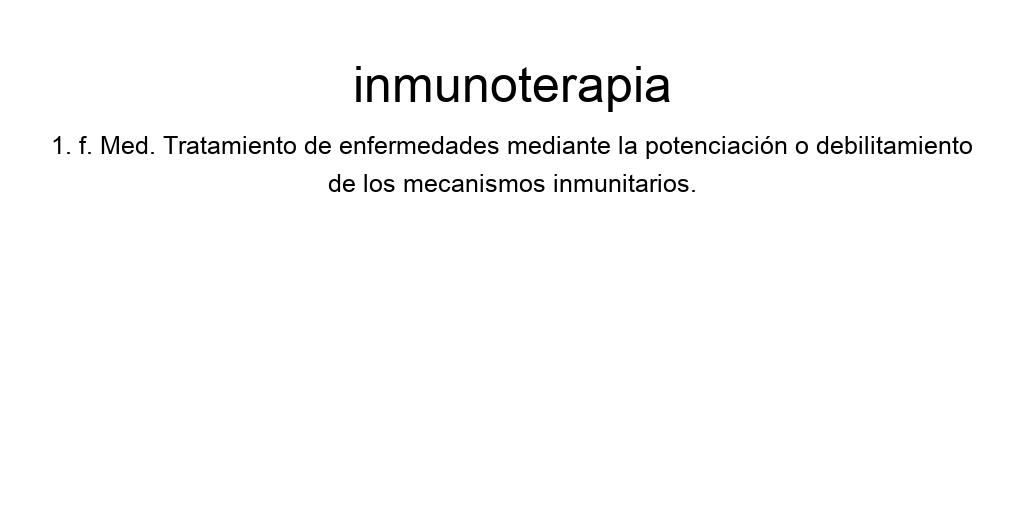 inmunoterapia
1. f. Med. Tratamiento de enfermedades mediante la potenciación o debilitamiento
de los mecanismos inmunitarios.